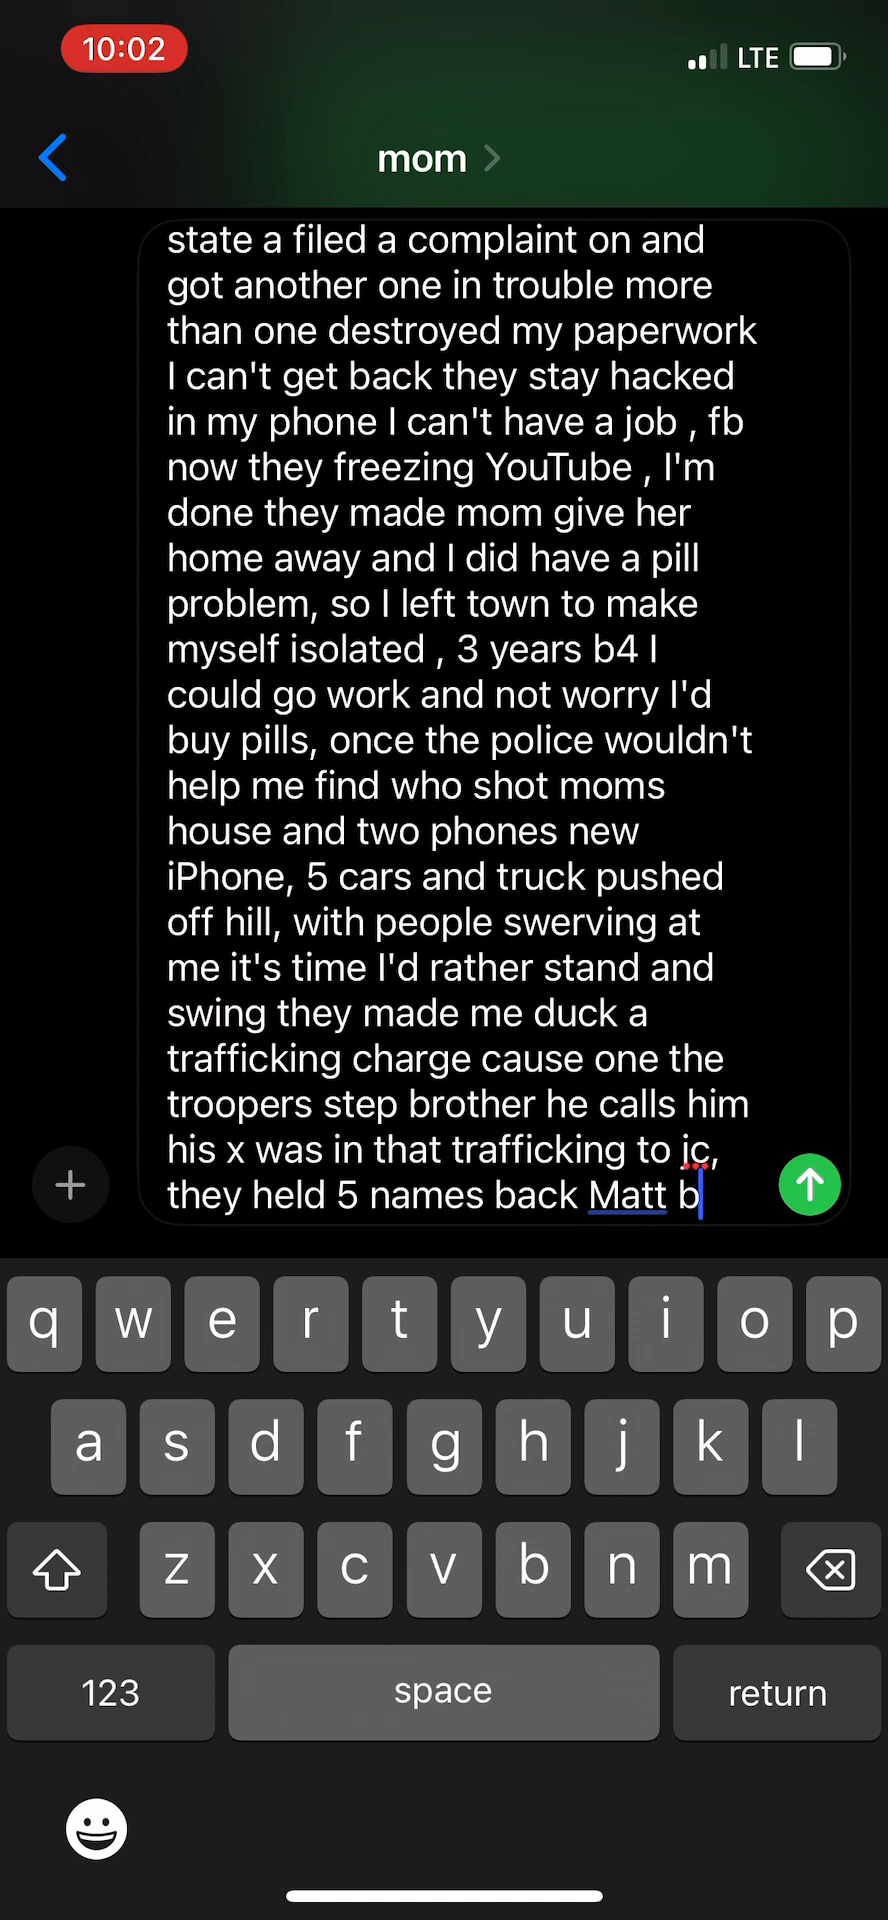 10:02
LTE
mom
state a filed a complaint on and
got another one in trouble more
than one destroyed my paperwork
I can't get back they stay hacked
in my phone I can't have a job , fb
now they freezing YouTube , I'm
done they made mom give her
home away and I did have a pill
problem, so I left town to make
myself isolated , 3 years b4 I
could go work and not worry I'd
buy pills, once the police wouldn't
help me find who shot moms
house and two phones new
iPhone, 5 cars and truck pushed
off hill, with people swerving at
me it's time I'd rather stand and
swing they made me duck a
trafficking charge cause one the
troopers step brother he calls him
his x was in that trafficking to jc,
they held 5 names back Matt b
q w e r t y u i o p
a s d f g h j k l
z x c v b n m
123 space return